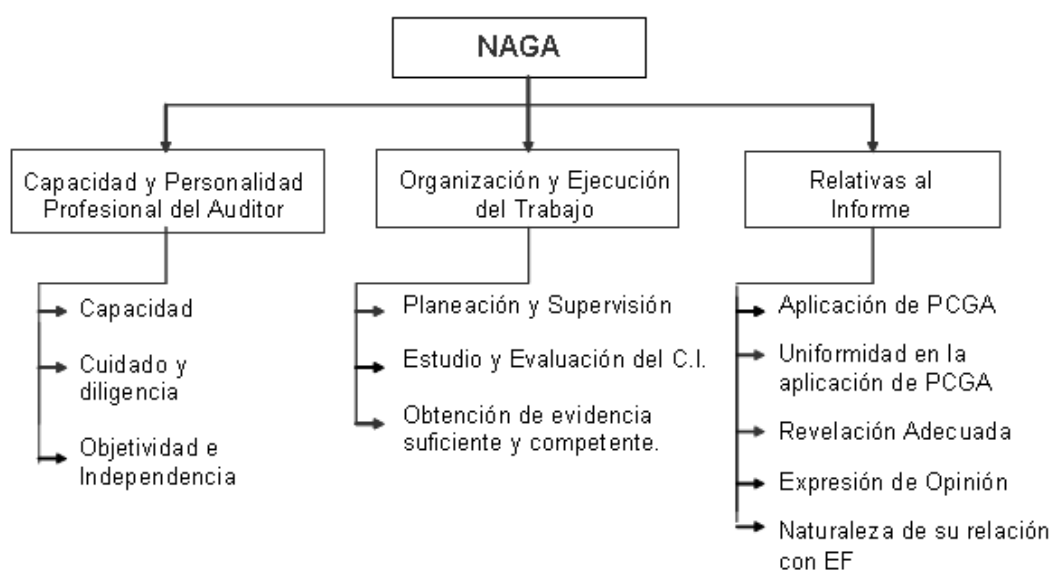 NAGA
Capacidad y Personalidad
Profesional del Auditor
Capacidad
Cuidado y
diligencia
Objetividad e
Independencia
Organización y Ejecución
del Trabajo
Planeación y Supervisión
Estudio y Evaluación del C.I.
Obtención de evidencia
suficiente y competente.
Relativas al
Informe
Aplicación de PCGA
Uniformidad en la
aplicación de PCGA
Revelación Adecuada
Expresión de Opinión
Naturaleza de su relación
con EF